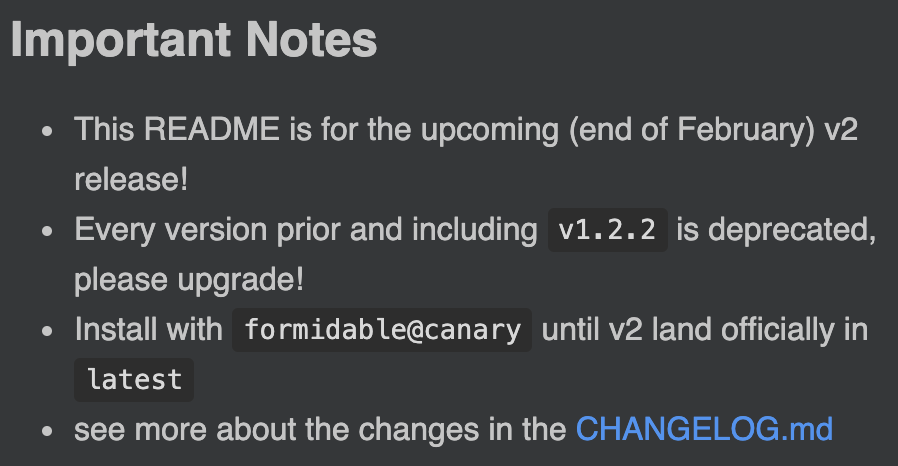 Important Notes
• This README is for the upcoming (end of February) v2
release!
• Every version prior and including v1.2.2 is deprecated,
please upgrade!
• Install with formidable@canary until v2 land officially in
latest
• see more about the changes in the CHANGELOG.md